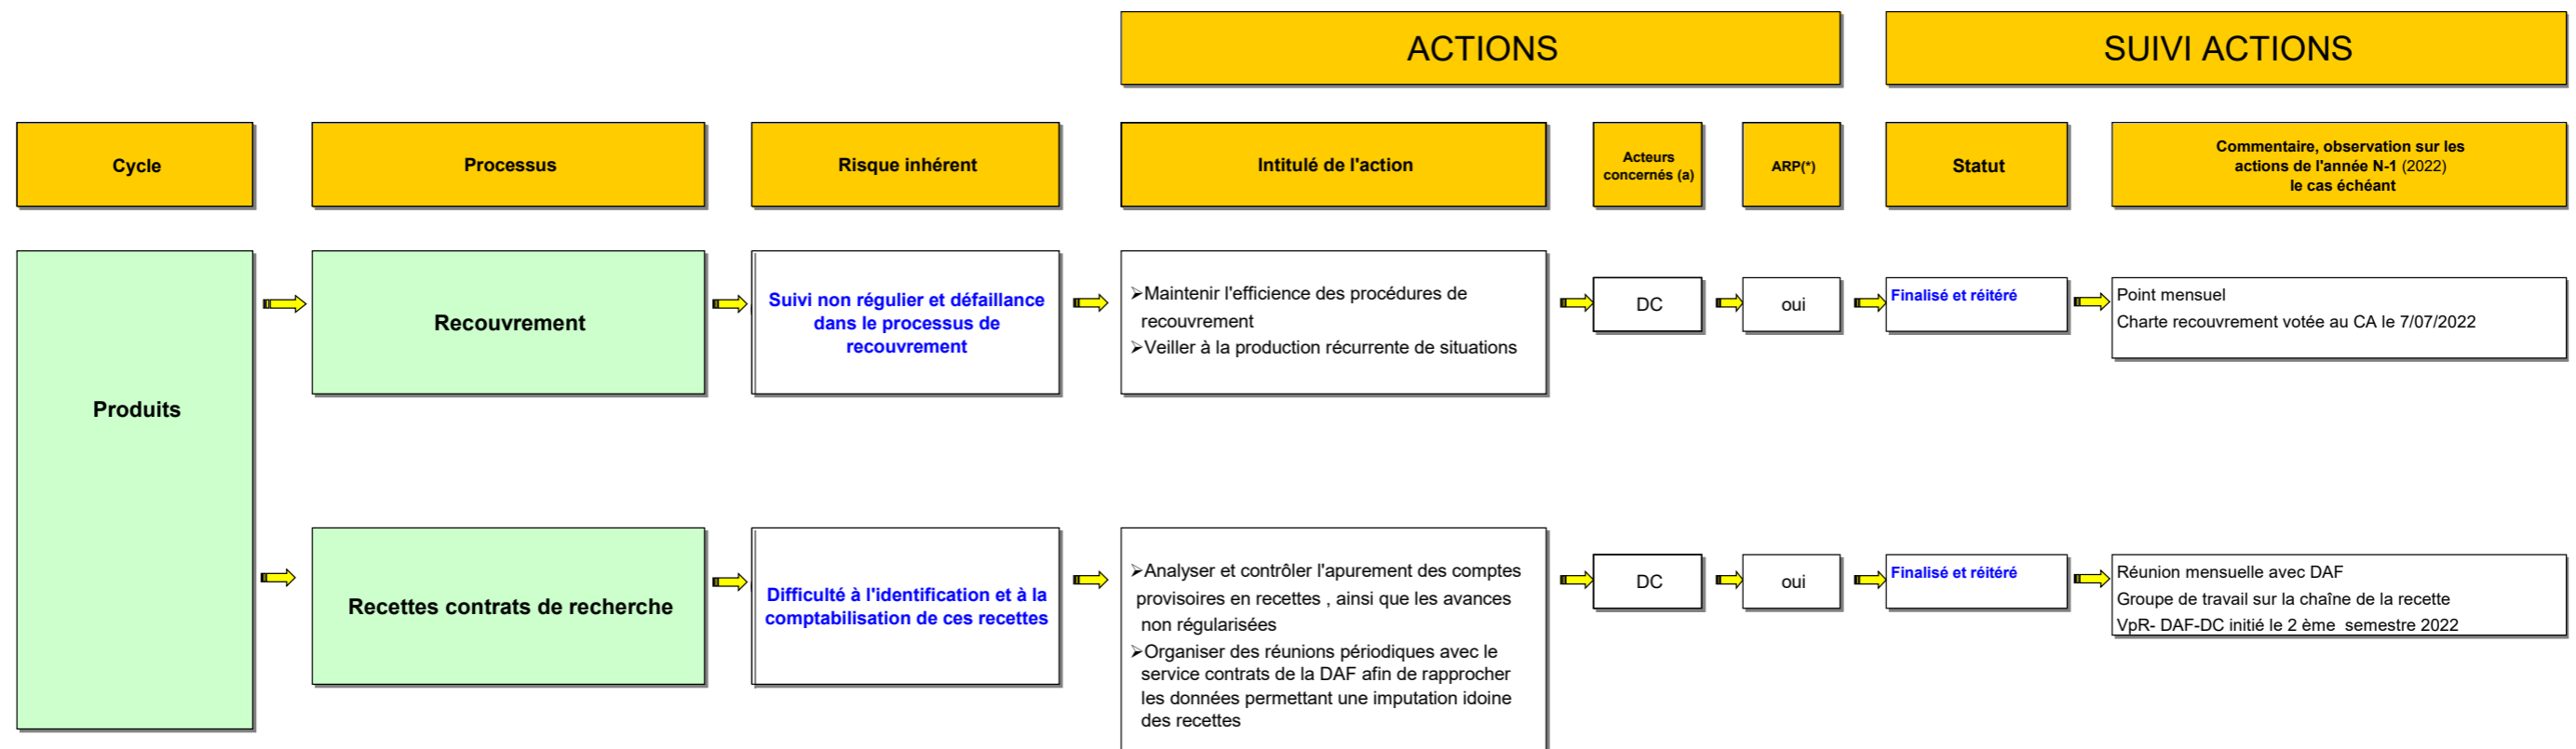 ACTIONS
SUIVI ACTIONS
Cycle
Processus
Risque inhérent
Intitulé de l'action
Acteurs
concernés (a)
ARP(*)
Statut
Commentaire, observation sur les
actions de l'année N-1 (2022)
le cas échéant
Produits
Recouvrement
Suivi non régulier et défaillance
dans le processus de
recouvrement
➢Maintenir l'efficience des procédures de
recouvrement
➢Veiller à la production récurrente de situations
DC
oui
Finalisé et réitéré
Point mensuel
Charte recouvrement votée au CA le 7/07/2022
Recettes contrats de recherche
Difficulté à l'identification et à la
comptabilisation de ces recettes
➢Analyser et contrôler l'apurement des comptes
provisoires en recettes , ainsi que les avances
non régularisées
➢Organiser des réunions périodiques avec le
service contrats de la DAF afin de rapprocher
les données permettant une imputation idoine
des recettes
DC
oui
Finalisé et réitéré
Réunion mensuelle avec DAF
Groupe de travail sur la chaîne de la recette
VpR- DAF-DC initié le 2 ème semestre 2022